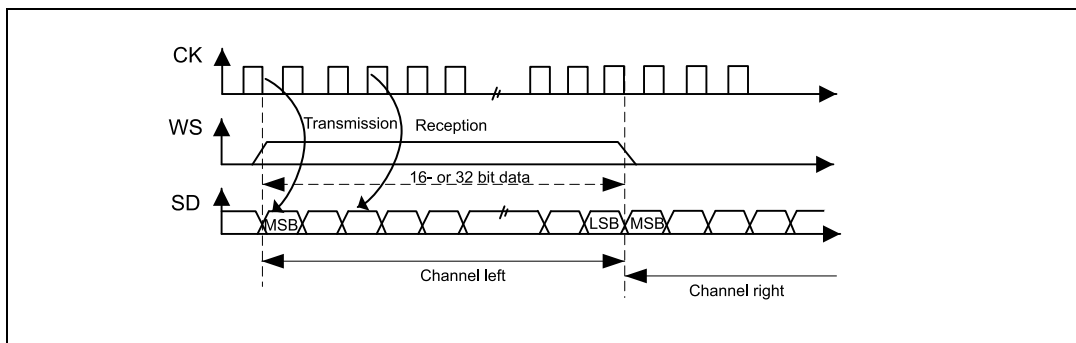 CK
Transmission
Reception
WS
16- or 32 bit data
SD
MSB
LSB
MSB
Channel left
Channel right